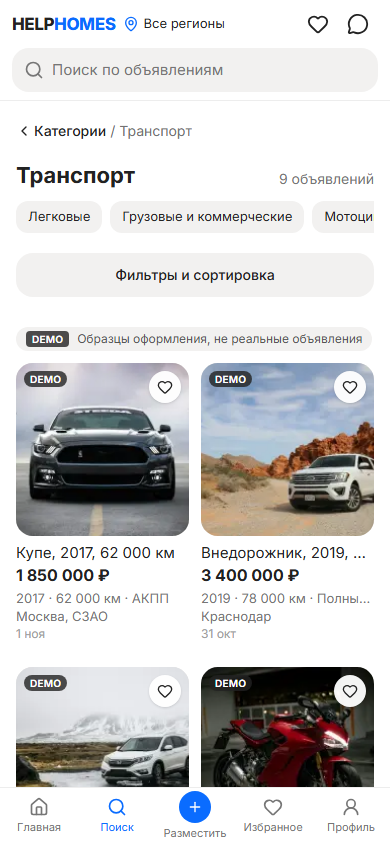 HELPHOMES Все регионы
Поиск по объявлениям
Категории / Транспорт
Транспорт
9 объявлений
Легковые
Грузовые и коммерческие
Мотоци
Фильтры и сортировка
DEMO Образцы оформления, не реальные объявления
DEMO
DEMO
Купе, 2017, 62 000 км
1 850 000 ₽
2017 · 62 000 км · АКПП
Москва, СЗАО
1 ноя
Внедорожник, 2019, ...
3 400 000 ₽
2019 · 78 000 км · Полны...
Краснодар
31 окт
DEMO
DEMO
Главная
Поиск
Разместить
Избранное
Профиль